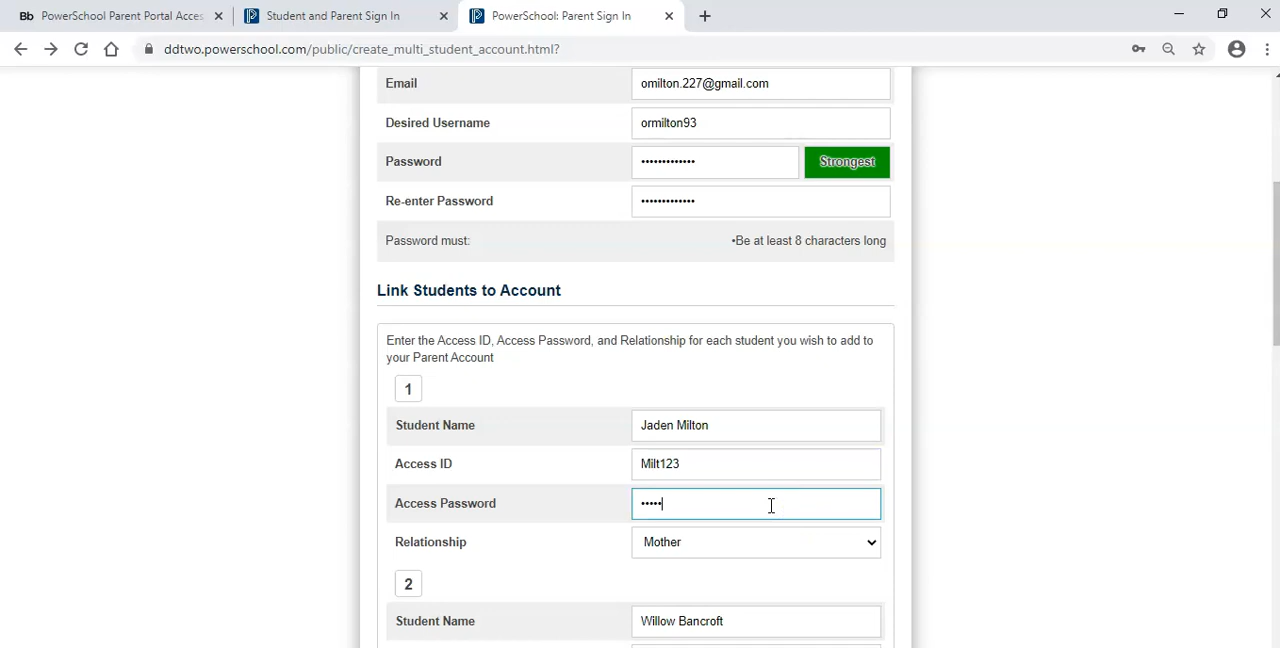 Bb PowerSchool Parent Portal Acces
Student and Parent Sign In
PowerSchool: Parent Sign In
ddtwo.powerschool.com/public/create_multi_student_account.html?
Email omilton.227@gmail.com
Desired Username ormilton93
Password ••••••••••••• Strongest
Re-enter Password •••••••••••••
Password must: •Be at least 8 characters long
Link Students to Account
Enter the Access ID, Access Password, and Relationship for each student you wish to add to
your Parent Account
1
Student Name Jaden Milton
Access ID Milt123
Access Password •••••
Relationship Mother
2
Student Name Willow Bancroft